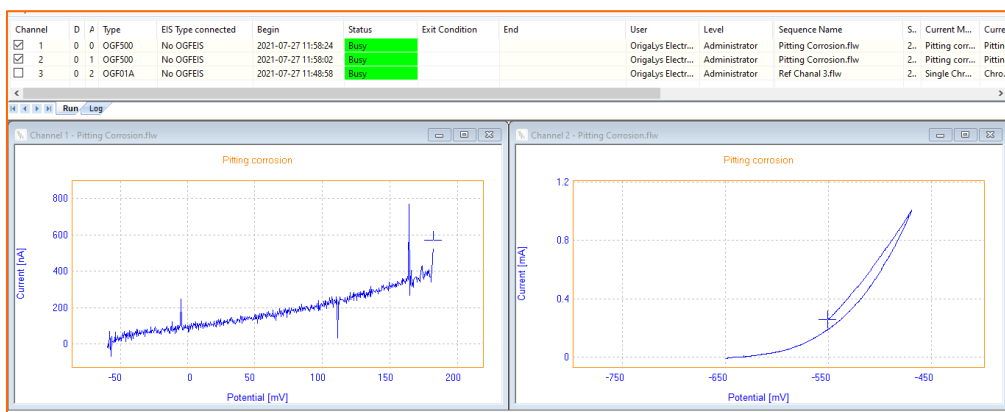 Channel D A Type EIS Type connected Begin Status Exit Condition End User Level Sequence Name S.. Current M... Curre
1 0 0 OGF500 No OGFEIS 2021-07-27 11:58:24 Busy OrigaLys Electr... Administrator Pitting Corrosion.flw 2.. Pitting corr... Pittin
2 0 1 OGF500 No OGFEIS 2021-07-27 11:58:02 Busy OrigaLys Electr... Administrator Pitting Corrosion.flw 2.. Pitting corr... Pittin
3 0 2 OGF01A No OGFEIS 2021-07-27 11:48:58 Busy OrigaLys Electr... Administrator Ref Chanal 3.flw 2.. Single Chr... Chro.
Run Log
Channel 1 - Pitting Corrosion.flw
Pitting corrosion
800
600
400
200
0
Current [nA]
-50 0 50 100 150 200
Potential [mV]
Channel 2 - Pitting Corrosion.flw
Pitting corrosion
1.2
0.8
0.4
0
Current [mA]
-750 -650 -550 -450
Potential [mV]